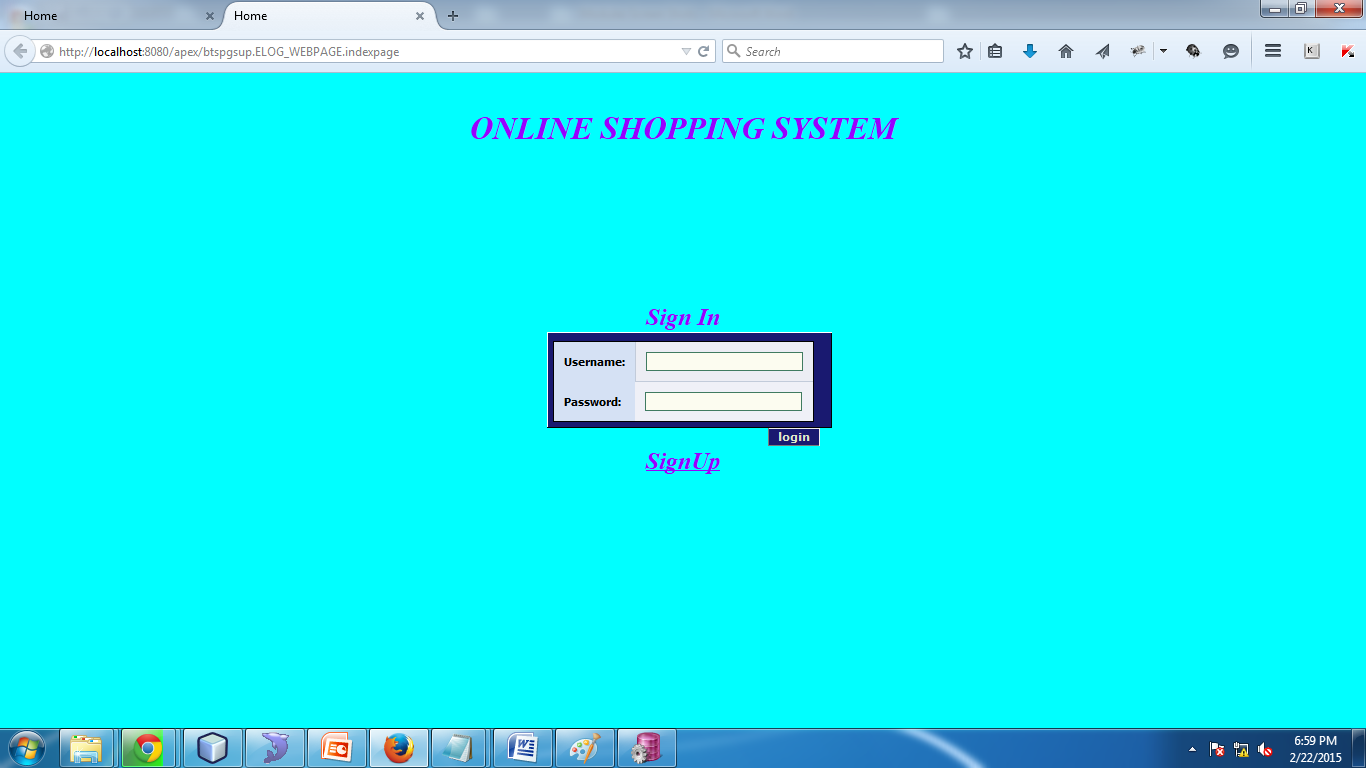 Home
Home
http://localhost:8080/apex/btspgsup.ELOG_WEBPAGE.indexpage
Search
K
ONLINE SHOPPING SYSTEM
Sign In
Username:
Password:
login
SignUp
6:59 PM
2/22/2015